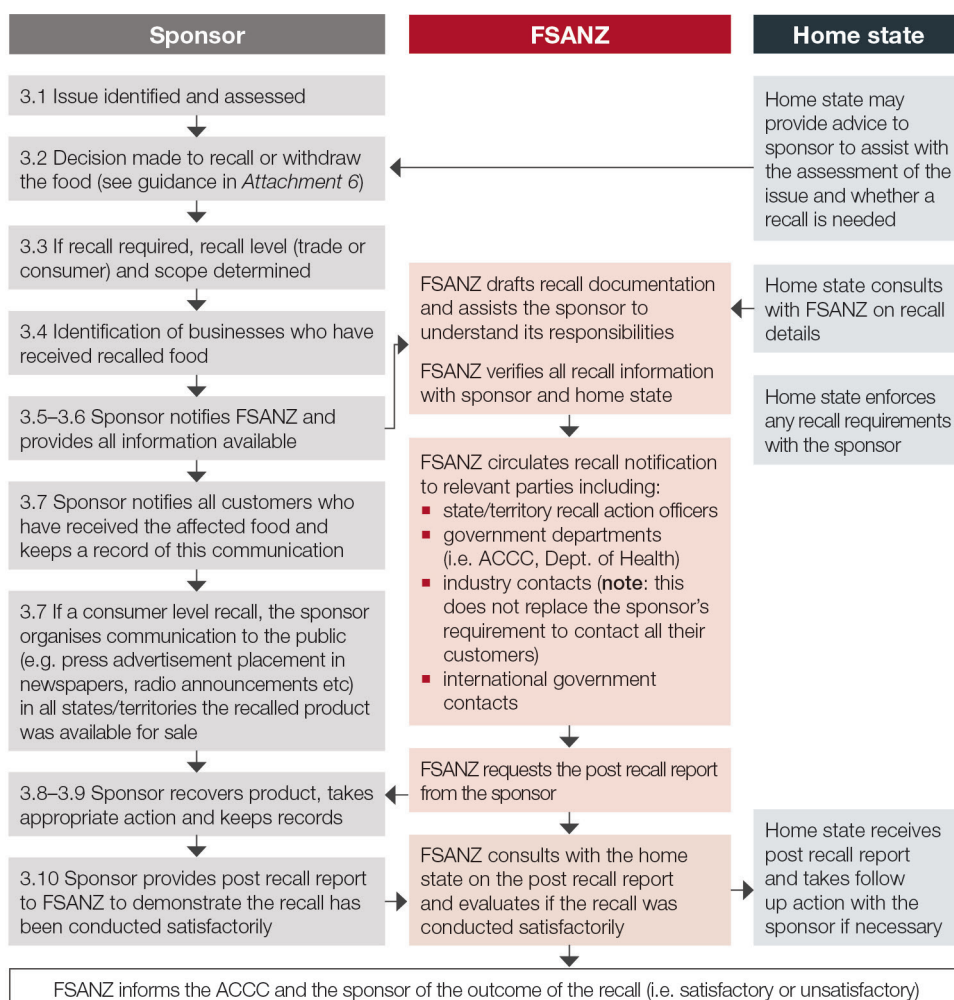 Sponsor
3.1 Issue identified and assessed
3.2 Decision made to recall or withdraw
the food (see guidance in Attachment 6)
3.3 If recall required, recall level (trade or
consumer) and scope determined
3.4 Identification of businesses who have
received recalled food
3.5–3.6 Sponsor notifies FSANZ and
provides all information available
3.7 Sponsor notifies all customers who
have received the affected food and
keeps a record of this communication
3.7 If a consumer level recall, the sponsor
organises communication to the public
(e.g. press advertisement placement in
newspapers, radio announcements etc)
in all states/territories the recalled product
was available for sale
3.8–3.9 Sponsor recovers product, takes
appropriate action and keeps records
3.10 Sponsor provides post recall report
to FSANZ to demonstrate the recall has
been conducted satisfactorily
FSANZ
FSANZ drafts recall documentation
and assists the sponsor to
understand its responsibilities
FSANZ verifies all recall information
with sponsor and home state
FSANZ circulates recall notification
to relevant parties including:
■ state/territory recall action officers
■ government departments
(i.e. ACCC, Dept. of Health)
■ industry contacts (note: this
does not replace the sponsor's
requirement to contact all their
customers)
■ international government
contacts
FSANZ requests the post recall report
from the sponsor
FSANZ consults with the home
state on the post recall report
and evaluates if the recall was
conducted satisfactorily
Home state
Home state may
provide advice to
sponsor to assist with
the assessment of the
issue and whether a
recall is needed
Home state consults
with FSANZ on recall
details
Home state enforces
any recall requirements
with the sponsor
Home state receives
post recall report
and takes follow
up action with the
sponsor if necessary
FSANZ informs the ACCC and the sponsor of the outcome of the recall (i.e. satisfactory or unsatisfactory)